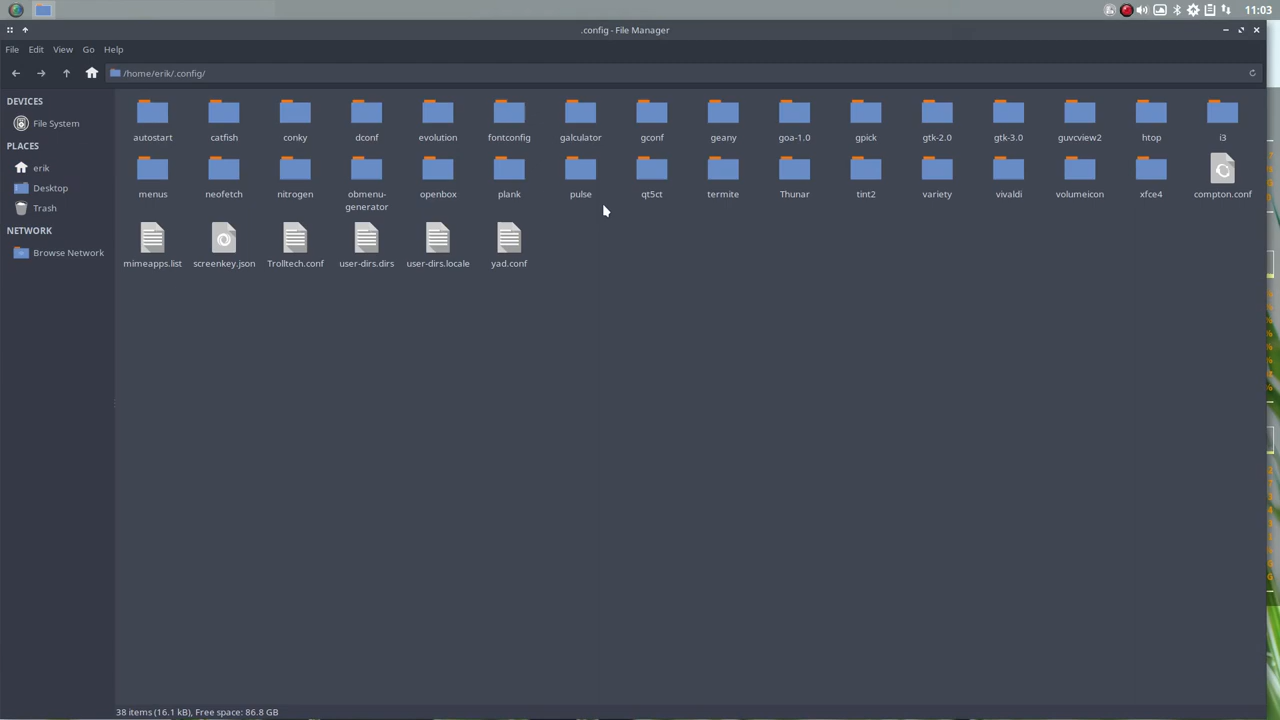 11:03
.config - File Manager
File Edit View Go Help
/home/erik/.config/
DEVICES
File System
PLACES
erik
Desktop
Trash
NETWORK
Browse Network
autostart catfish conky dconf evolution fontconfig galculator gconf geany goa-1.0 gpick gtk-2.0 gtk-3.0 guvcview2 htop i3
menus neofetch nitrogen obmenu-generator openbox plank pulse qt5ct termite Thunar tint2 variety vivaldi volumeicon xfce4 compton.conf
mimeapps.list screenkey.json Trolltech.conf user-dirs.dirs user-dirs.locale yad.conf
38 items (16.1 kB), Free space: 86.8 GB